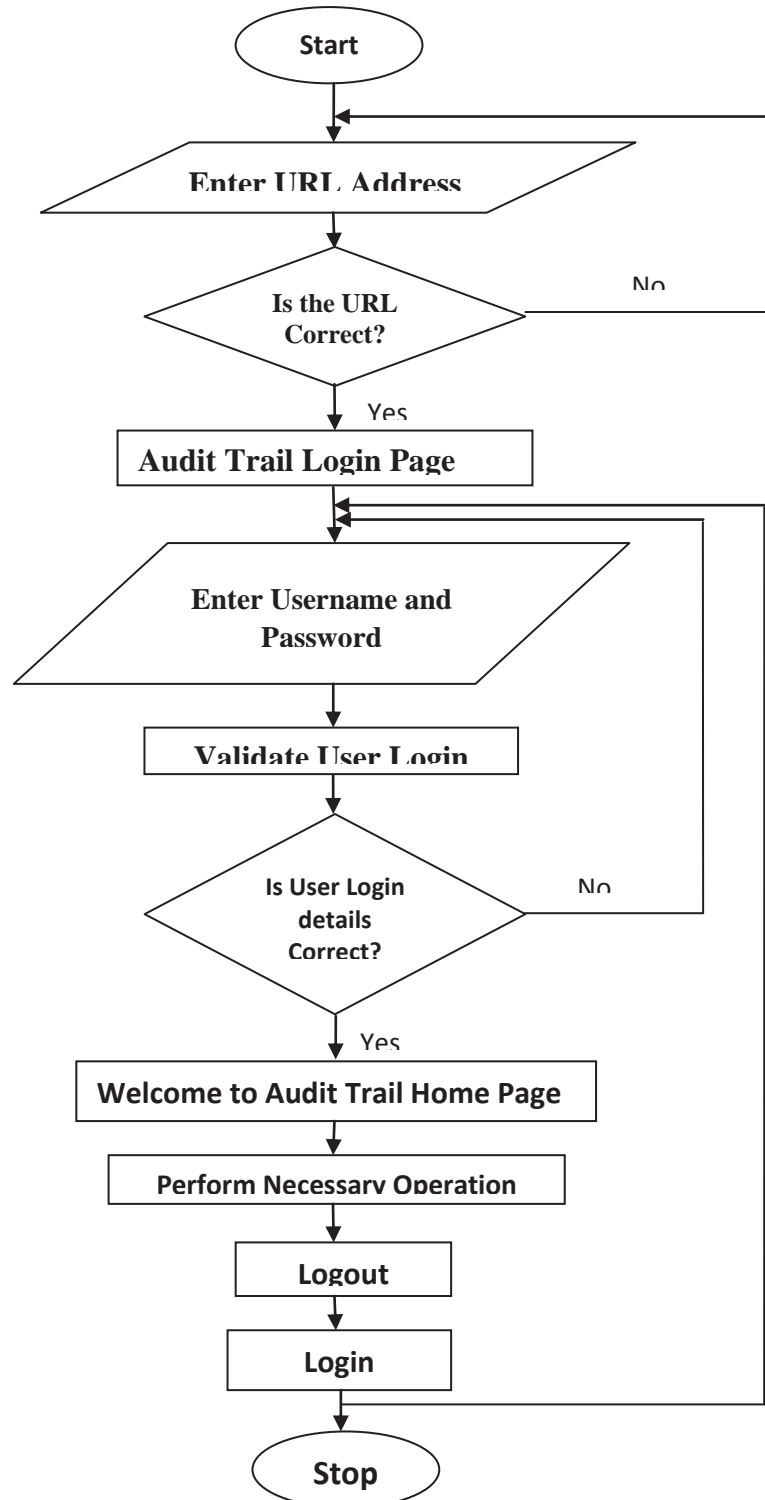 Start
Enter URL Address
Is the URL
Correct?
No
Yes
Audit Trail Login Page
Enter Username and
Password
Validate User Login
Is User Login
details
Correct?
No
Yes
Welcome to Audit Trail Home Page
Perform Necessary Operation
Logout
Login
Stop